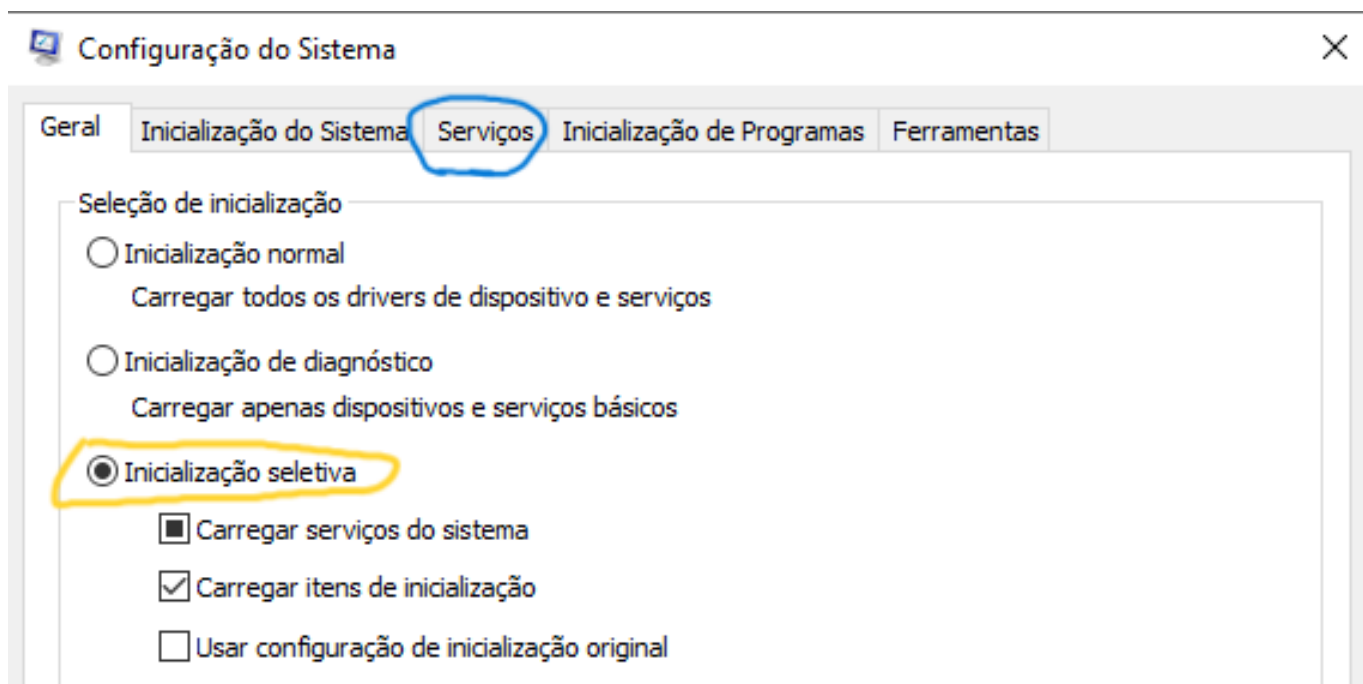 Configuração do Sistema
Geral Inicialização do Sistema Serviços Inicialização de Programas Ferramentas
Seleção de inicialização
Inicialização normal
Carregar todos os drivers de dispositivo e serviços
Inicialização de diagnóstico
Carregar apenas dispositivos e serviços básicos
Inicialização seletiva
Carregar serviços do sistema
Carregar itens de inicialização
Usar configuração de inicialização original